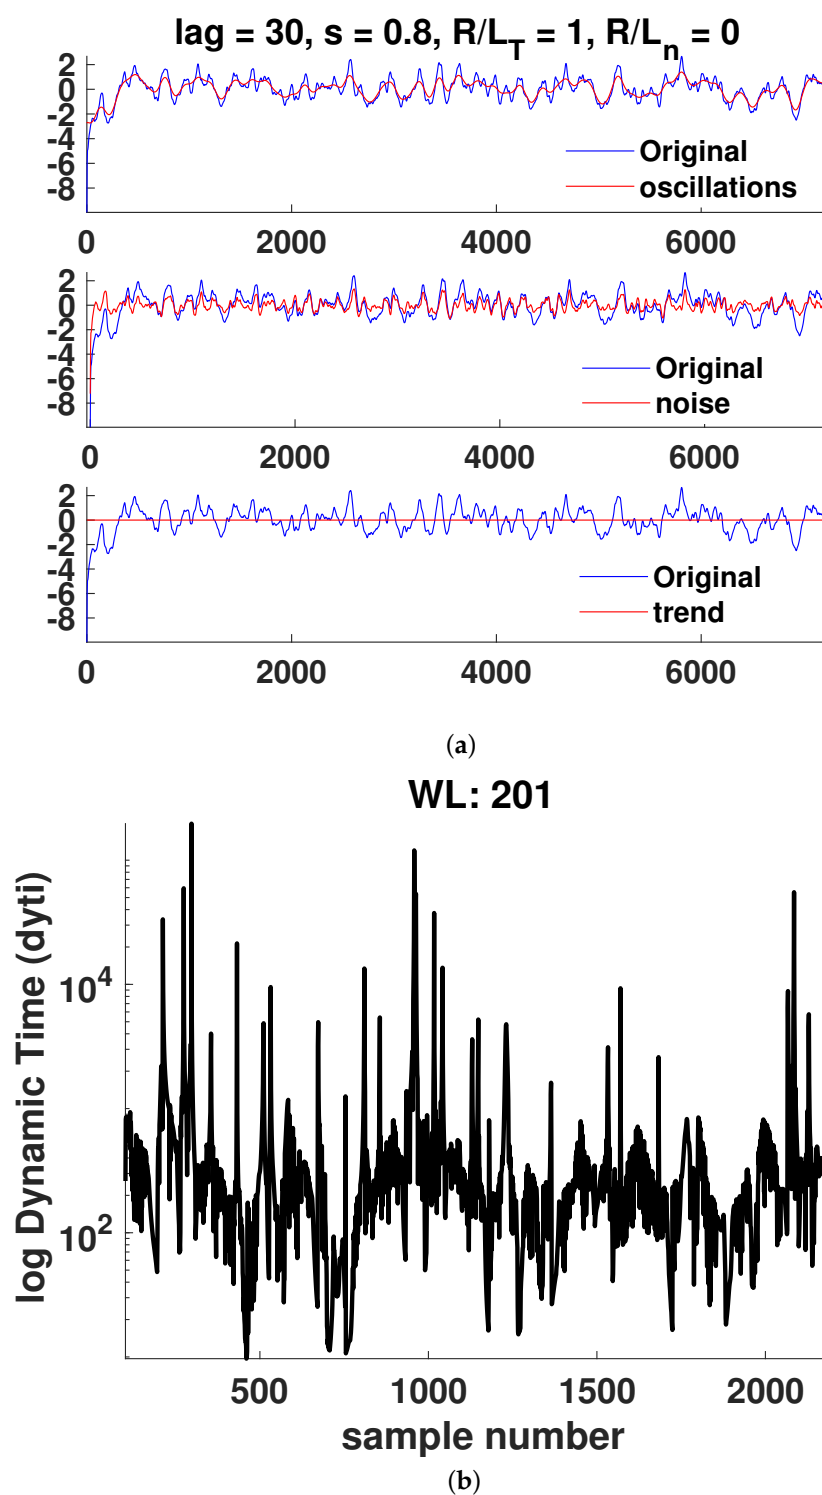 lag = 30, s = 0.8, R/L_T = 1, R/L_n = 0
2
0
-2
-4
-6
-8
Original
oscillations
0 2000 4000 6000
2
0
-2
-4
-6
-8
Original
noise
0 2000 4000 6000
2
0
-2
-4
-6
-8
Original
trend
0 2000 4000 6000
(a)
WL: 201
log Dynamic Time (dyti)
10^4
10^2
500 1000 1500 2000
sample number
(b)